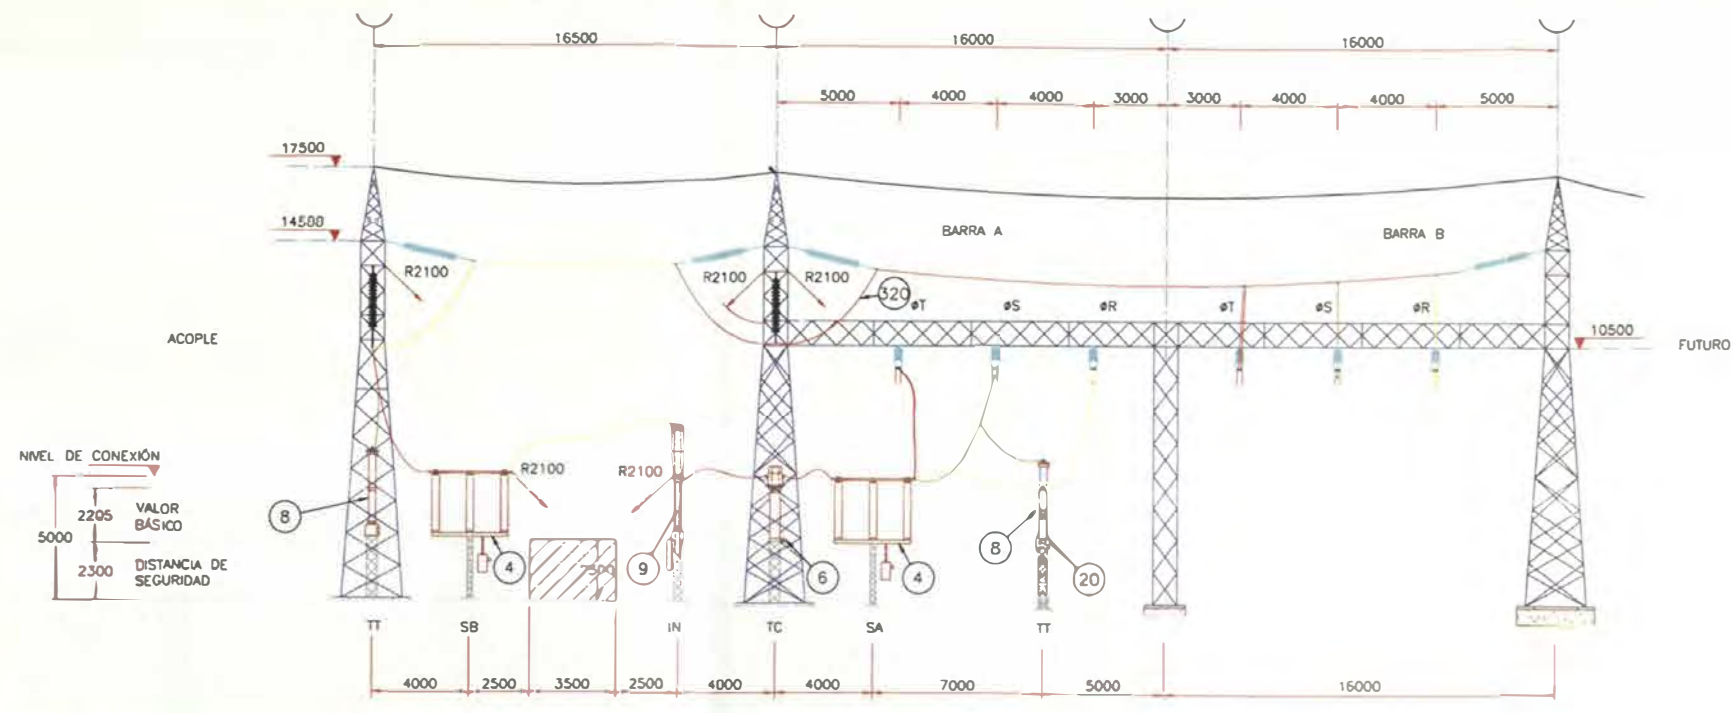 16500
16000
16000
5000
4000
4000
3000
3000
4000
4000
5000
17500
14500
BARRA A
BARRA B
R2100
R2100
R2100
320
øT
øS
øR
øT
øS
øR
10500
ACOPLE
FUTURO
NIVEL DE CONEXIÓN
R2100
R2100
2205
VALOR
BÁSICO
5000
2300
DISTANCIA DE
SEGURIDAD
8
4
7500
9
6
4
8
20
TT
SB
IN
TC
SA
TT
4000
2500
3500
2500
4000
4000
7000
5000
16000